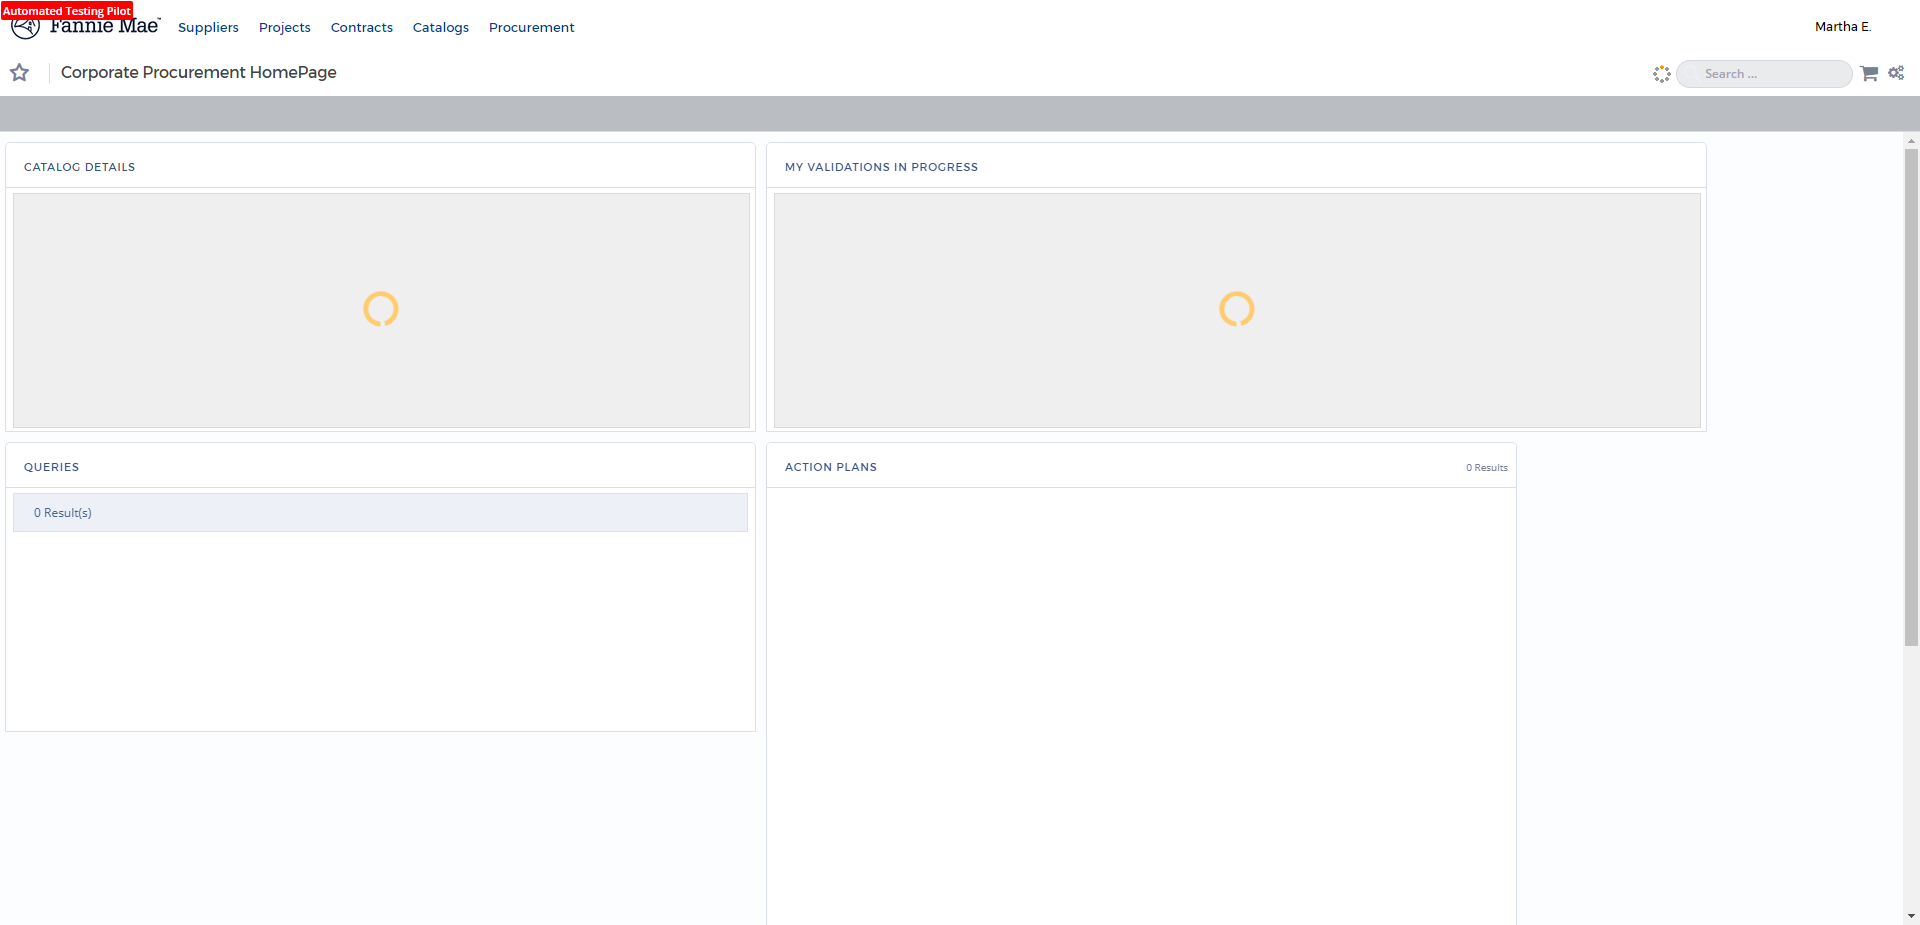 Automated Testing Pilot
Fannie Mae™ Suppliers Projects Contracts Catalogs Procurement Martha E.
Corporate Procurement HomePage Search ...
CATALOG DETAILS MY VALIDATIONS IN PROGRESS
QUERIES ACTION PLANS 0 Results
0 Result(s)